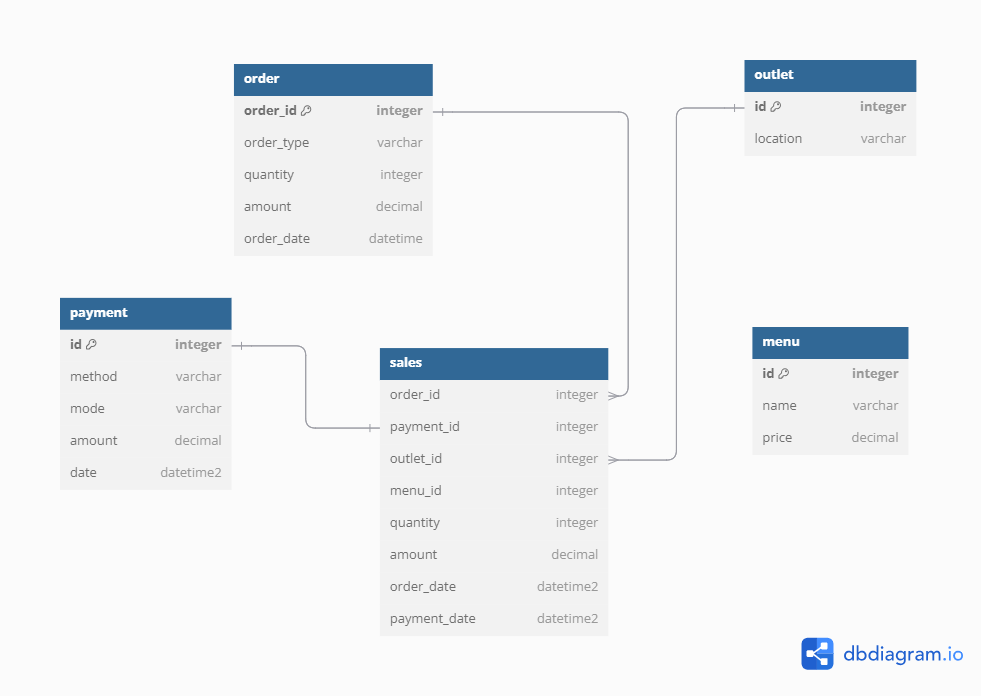 order
order_id integer
order_type varchar
quantity integer
amount decimal
order_date datetime
outlet
id integer
location varchar
payment
id integer
method varchar
mode varchar
amount decimal
date datetime2
sales
order_id integer
payment_id integer
outlet_id integer
menu_id integer
quantity integer
amount decimal
order_date datetime2
payment_date datetime2
menu
id integer
name varchar
price decimal
dbdiagram.io